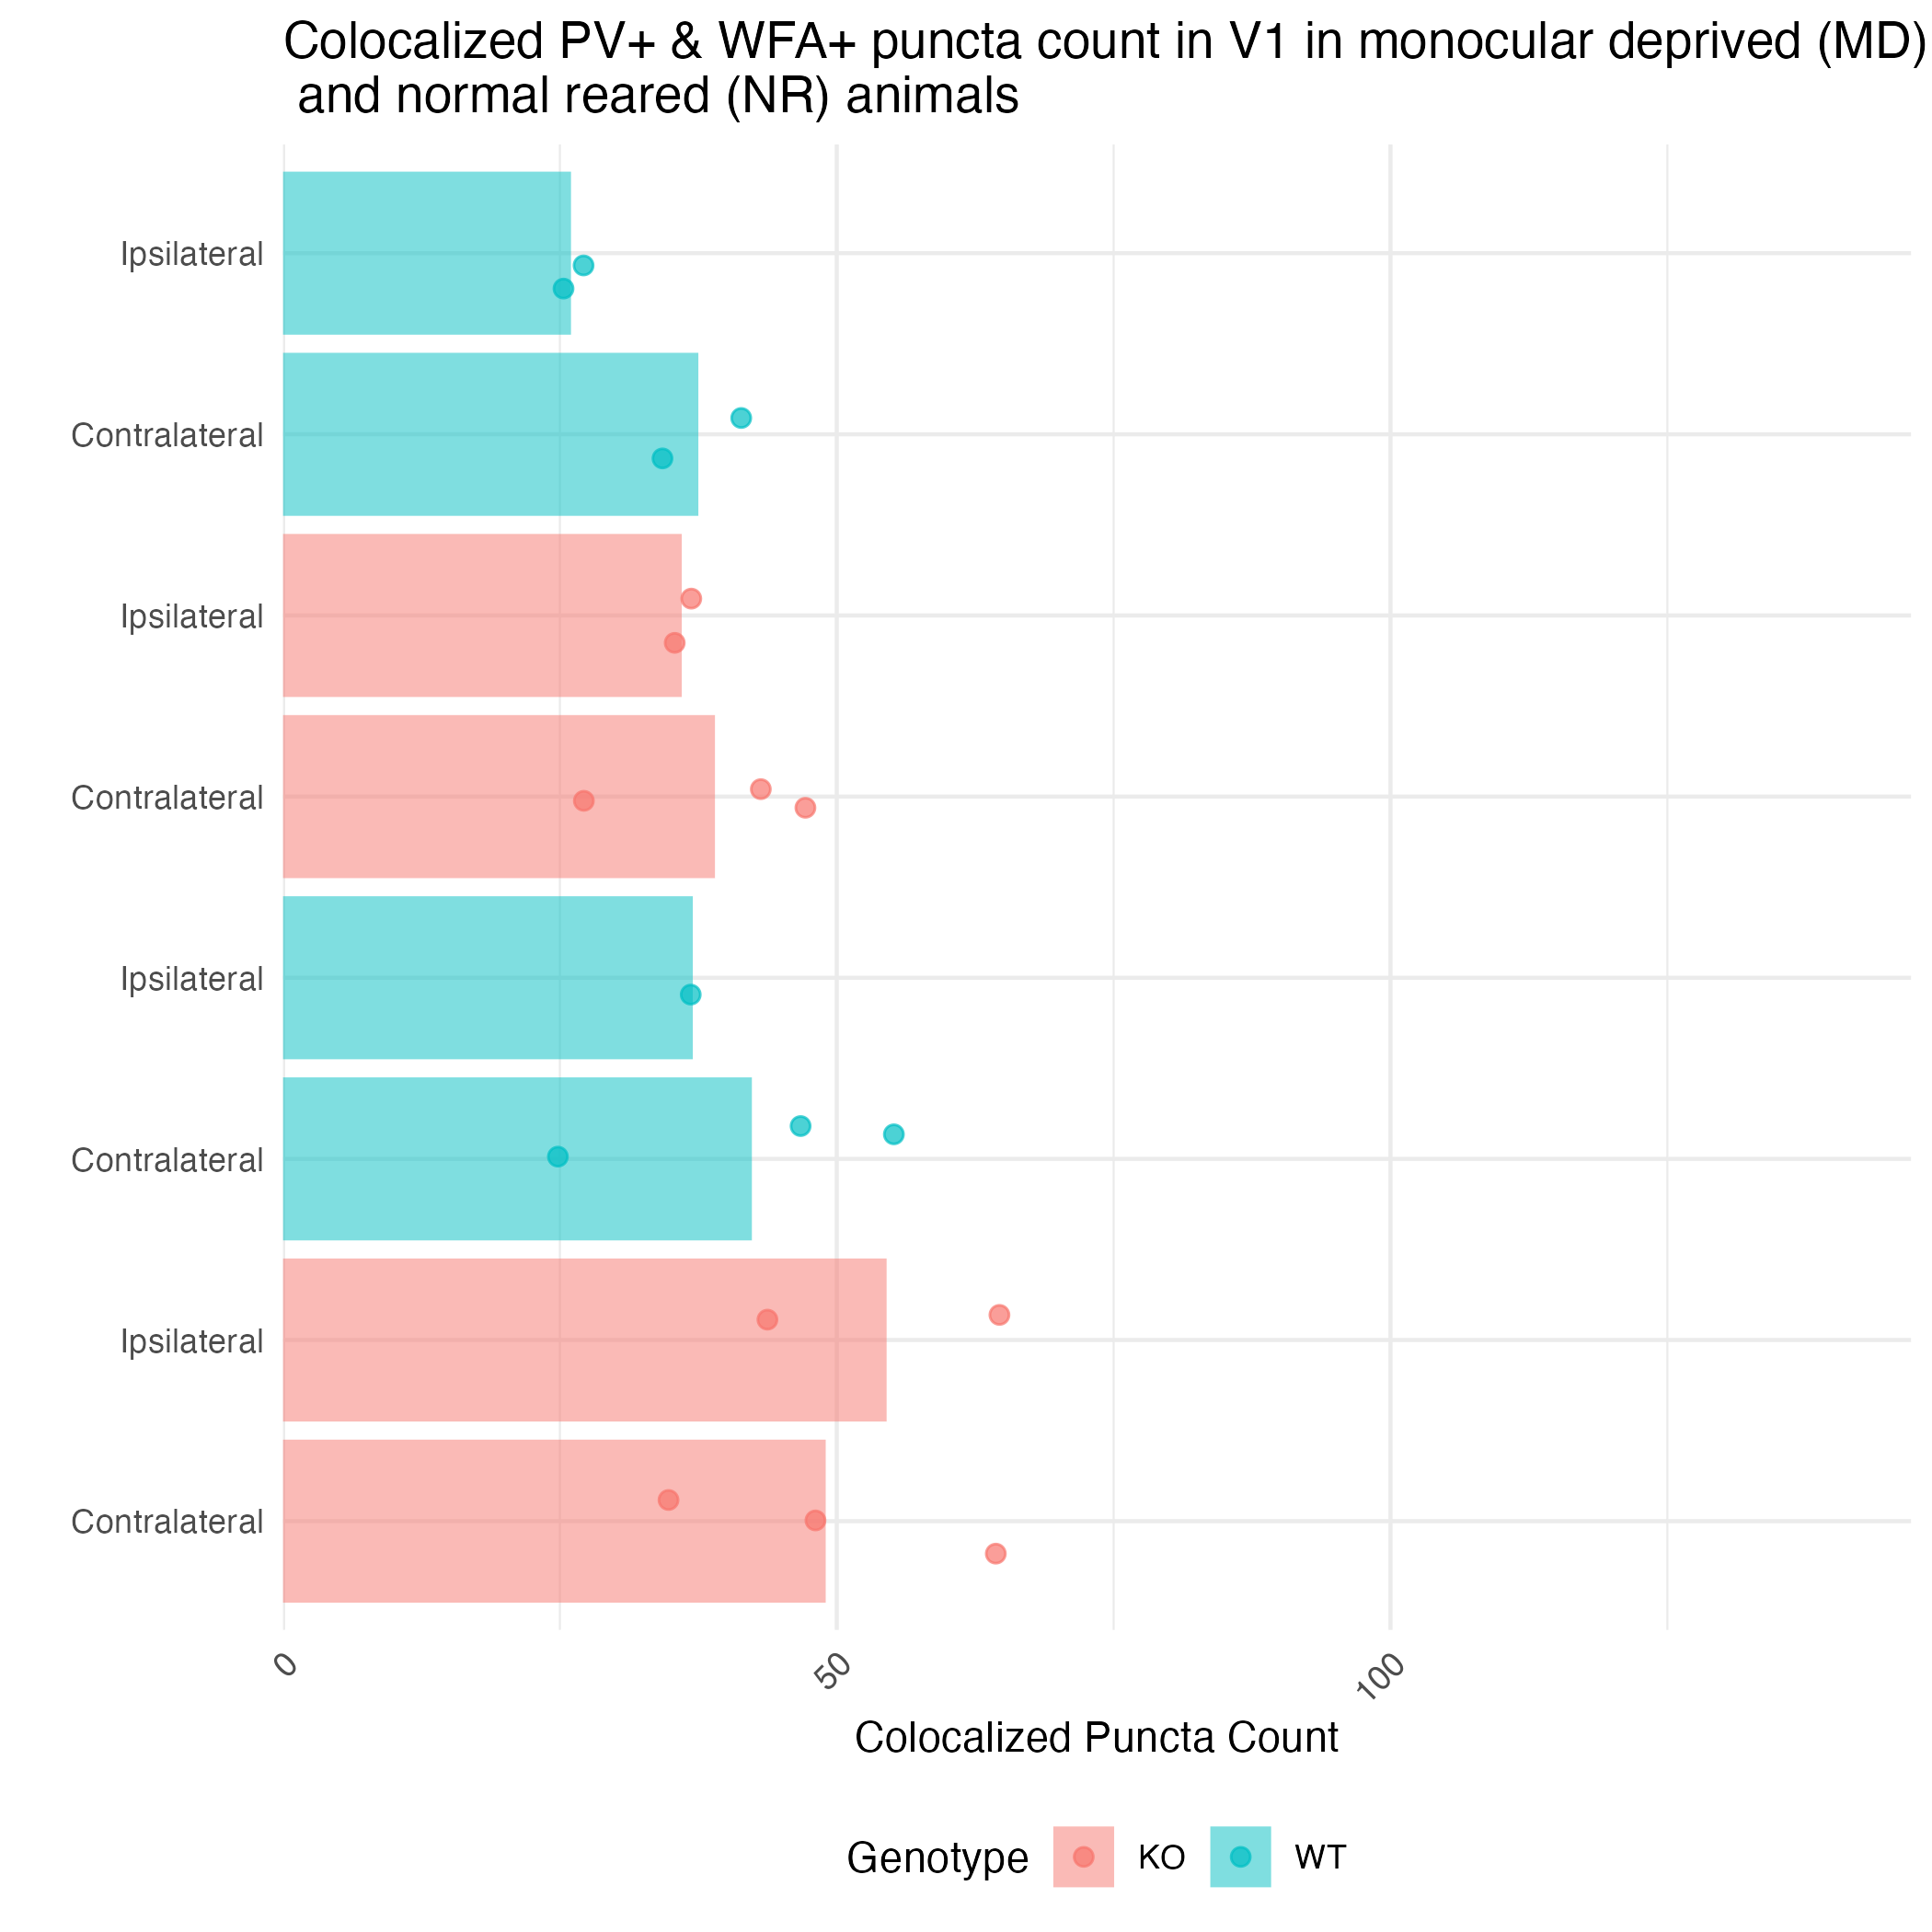 Colocalized PV+ & WFA+ puncta count in V1 in monocular deprived (MD)
and normal reared (NR) animals
Ipsilateral
Contralateral
Ipsilateral
Contralateral
Ipsilateral
Contralateral
Ipsilateral
Contralateral
0 50 100
Colocalized Puncta Count
Genotype KO WT